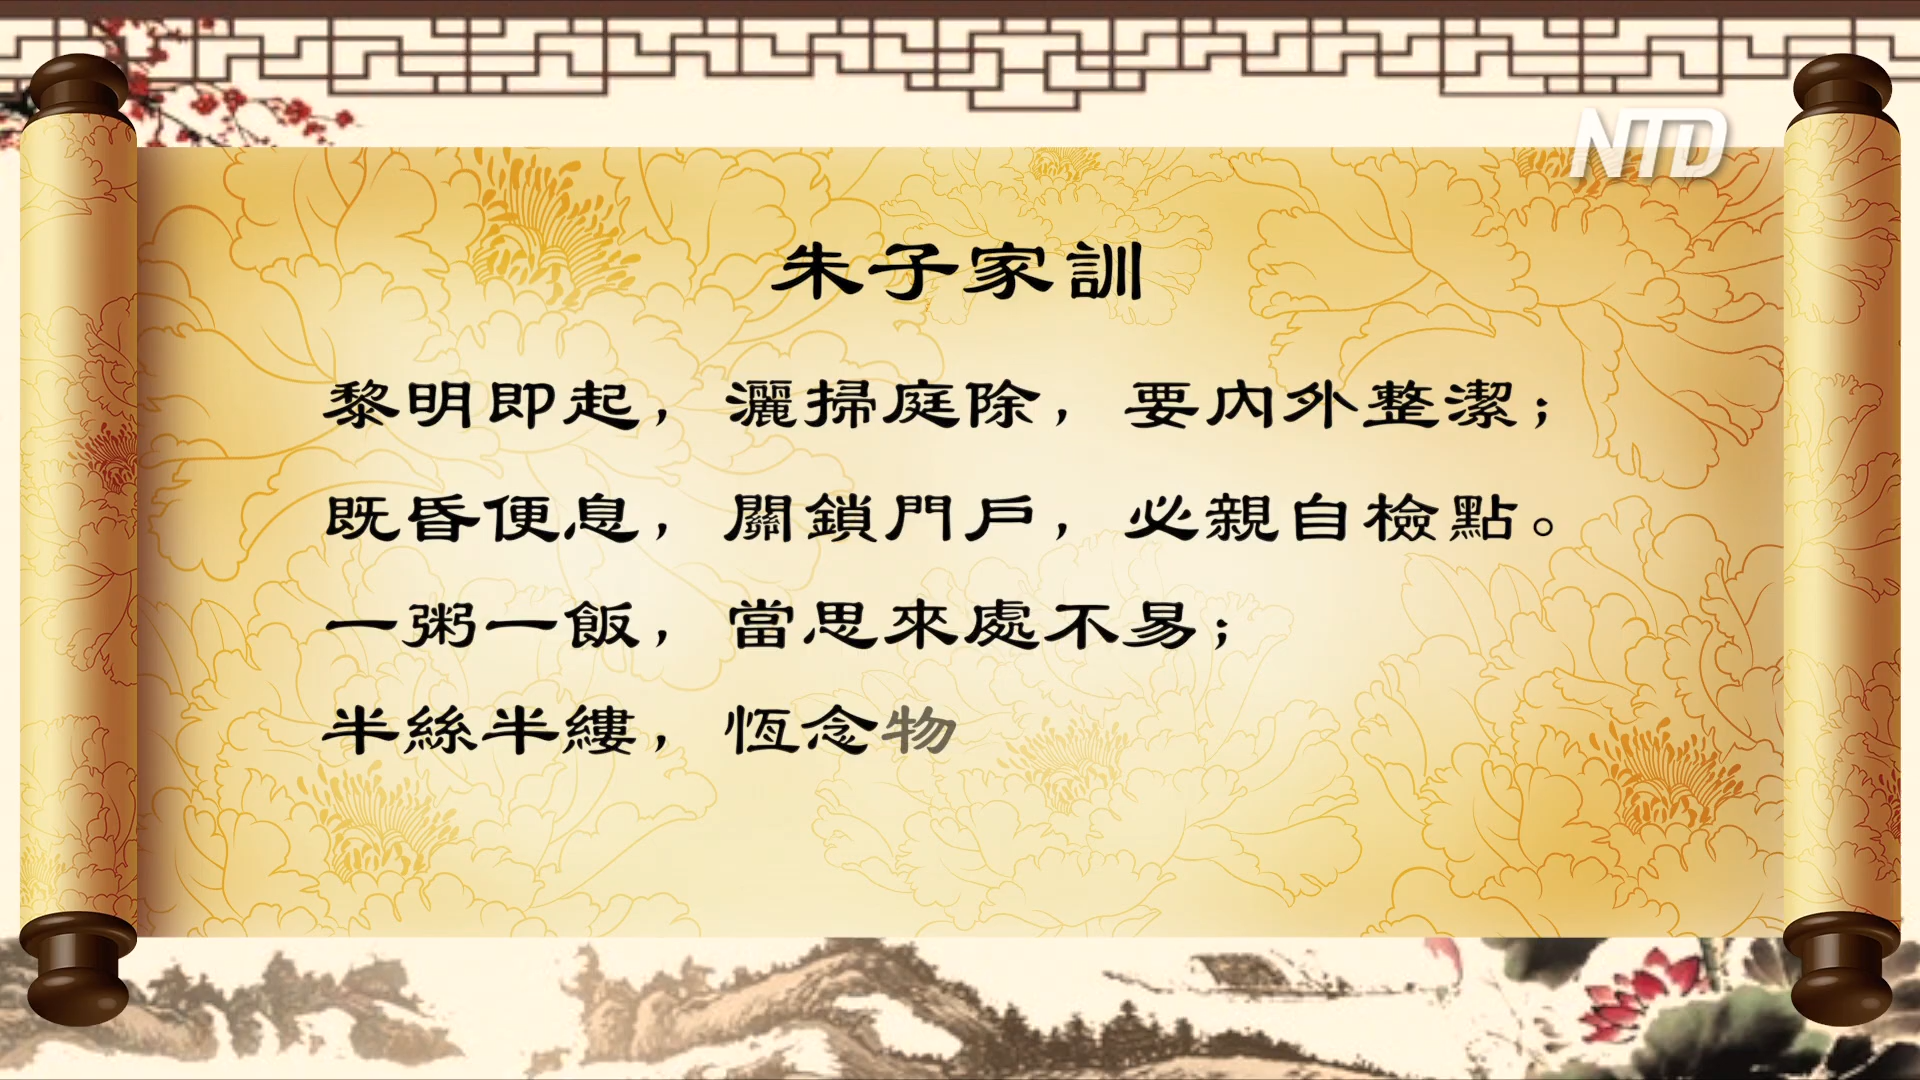 NTD
朱子家訓
黎明即起，灑掃庭除，要內外整潔；
既昏便息，關鎖門戶，必親自檢點。
一粥一飯，當思來處不易；
半絲半縷，恆念物